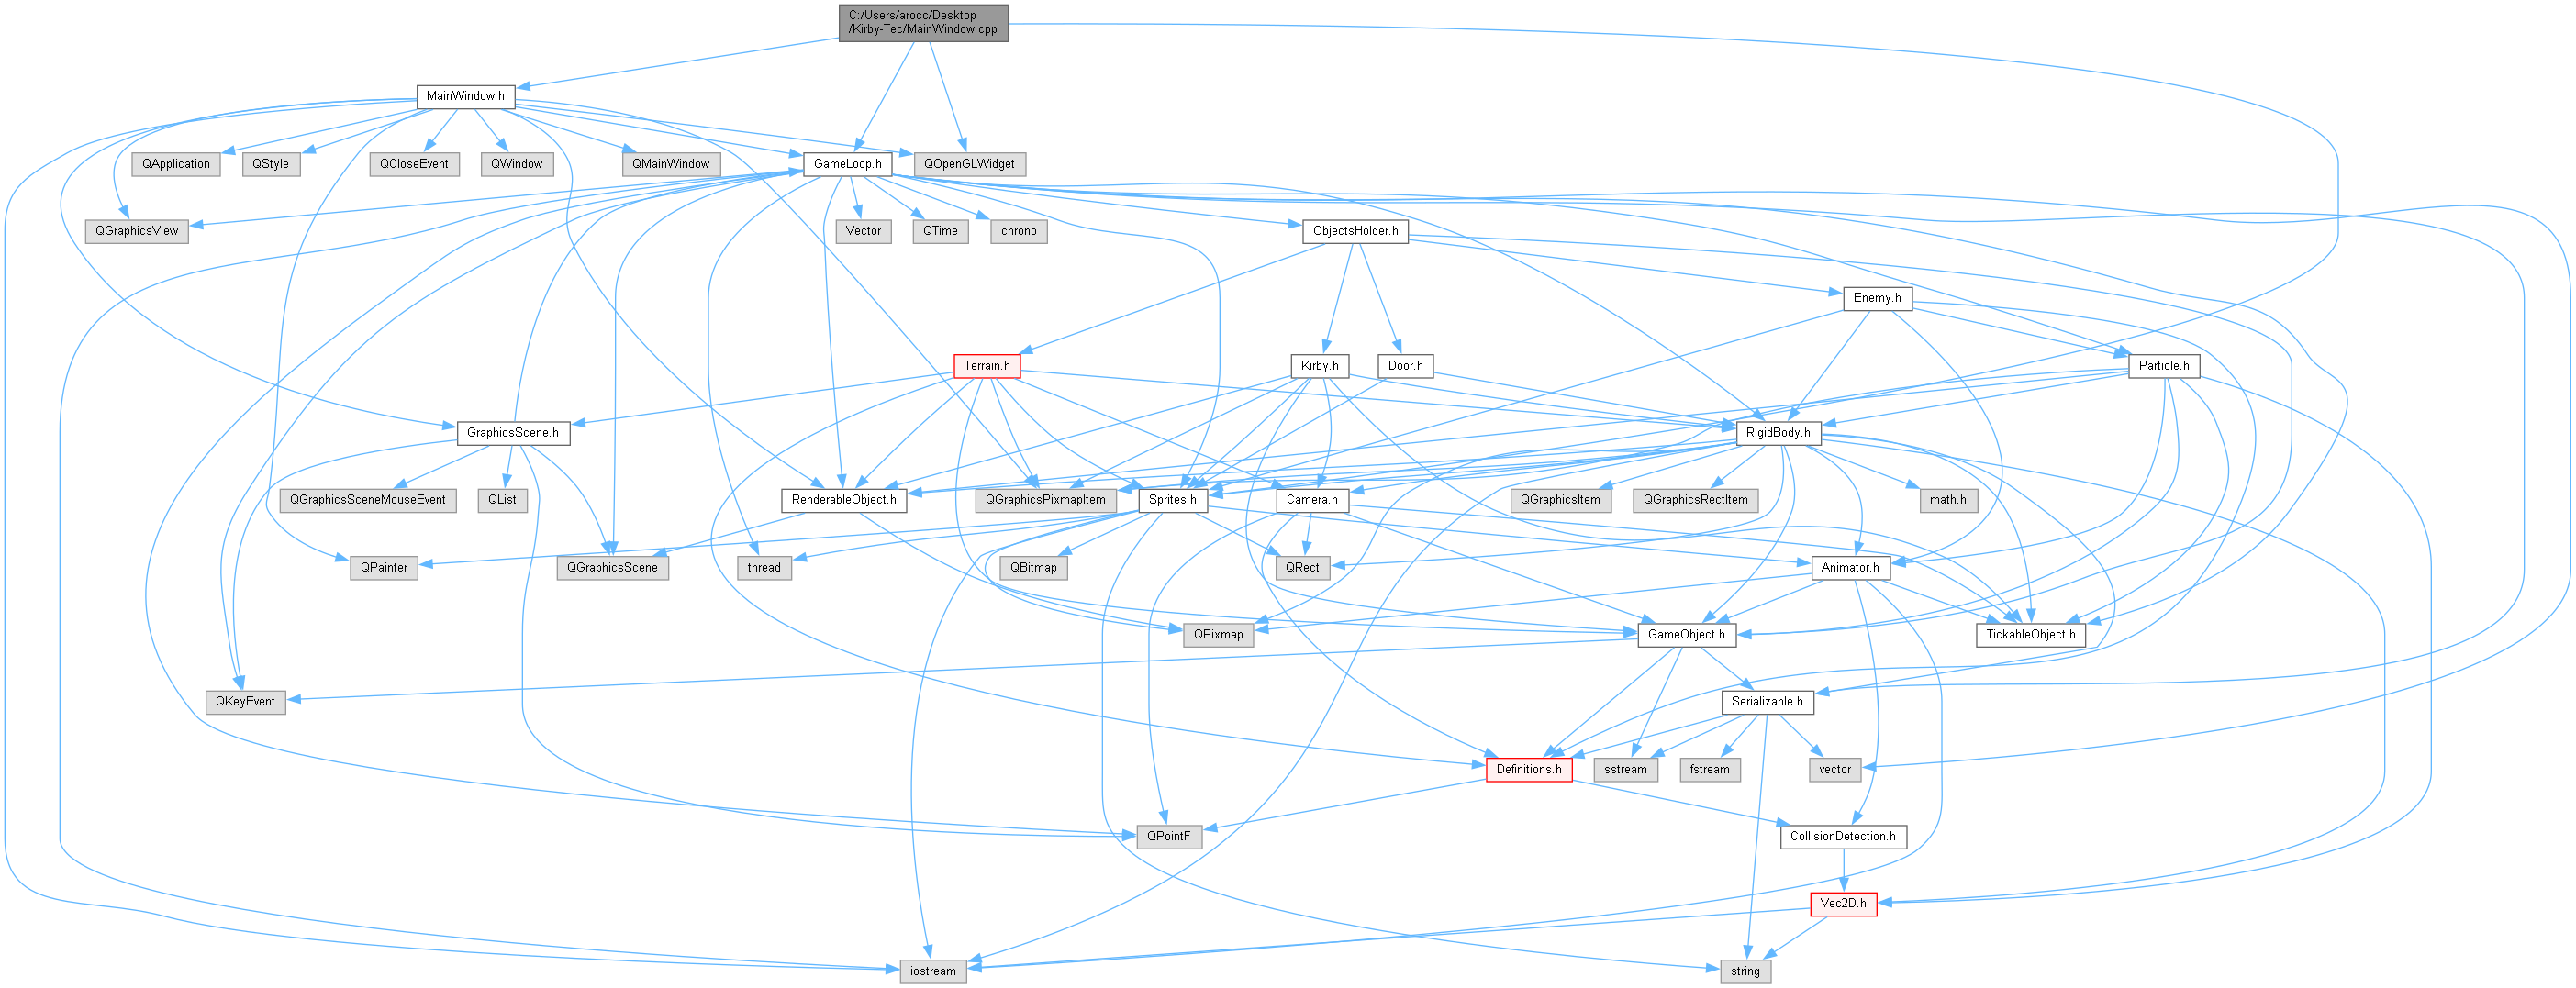 C:/Users/arocc/Desktop
/Kirby-Tec/MainWindow.cpp
MainWindow.h
QApplication
QStyle
QCloseEvent
QWindow
QMainWindow
GameLoop.h
QOpenGLWidget
QGraphicsView
Vector
QTime
chrono
ObjectsHolder.h
Enemy.h
Terrain.h
Kirby.h
Door.h
Particle.h
GraphicsScene.h
RigidBody.h
QGraphicsSceneMouseEvent
QList
RenderableObject.h
QGraphicsPixmapItem
Sprites.h
Camera.h
QGraphicsItem
QGraphicsRectItem
math.h
QPainter
QGraphicsScene
thread
QBitmap
QRect
Animator.h
QPixmap
GameObject.h
TickableObject.h
QKeyEvent
Serializable.h
Definitions.h
sstream
fstream
vector
QPointF
CollisionDetection.h
Vec2D.h
iostream
string